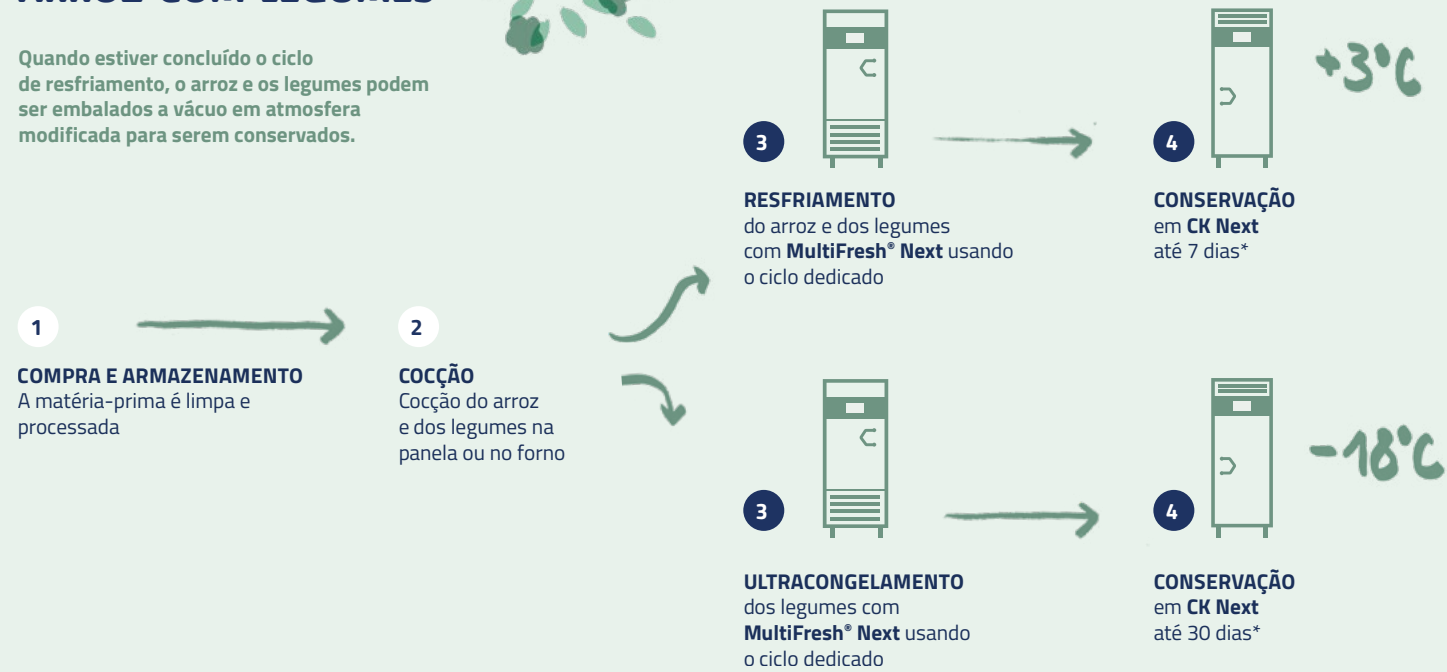 ARROZ COM LEGUMES
Quando estiver concluído o ciclo
de resfriamento, o arroz e os legumes podem
ser embalados a vácuo em atmosfera
modificada para serem conservados.
1
COMPRA E ARMAZENAMENTO
A matéria-prima é limpa e
processada
2
COCÇÃO
Cocção do arroz
e dos legumes na
panela ou no forno
3
RESFRIAMENTO
do arroz e dos legumes
com MultiFresh® Next usando
o ciclo dedicado
4
+3°C
CONSERVAÇÃO
em CK Next
até 7 dias*
3
ULTRACONGELAMENTO
dos legumes com
MultiFresh® Next usando
o ciclo dedicado
4
-18°C
CONSERVAÇÃO
em CK Next
até 30 dias*